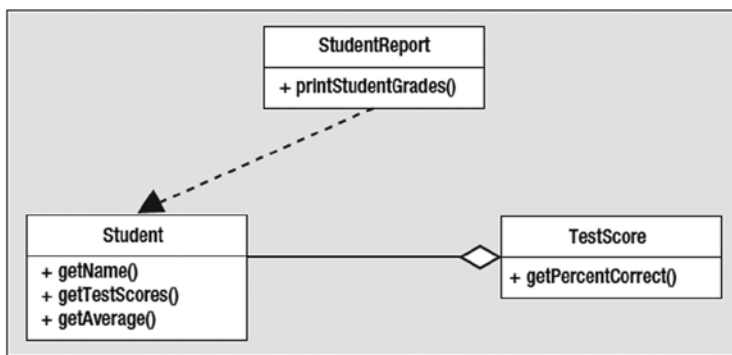 StudentReport
+ printStudentGrades()
Student
+ getName()
+ getTestScores()
+ getAverage()
TestScore
+ getPercentCorrect()